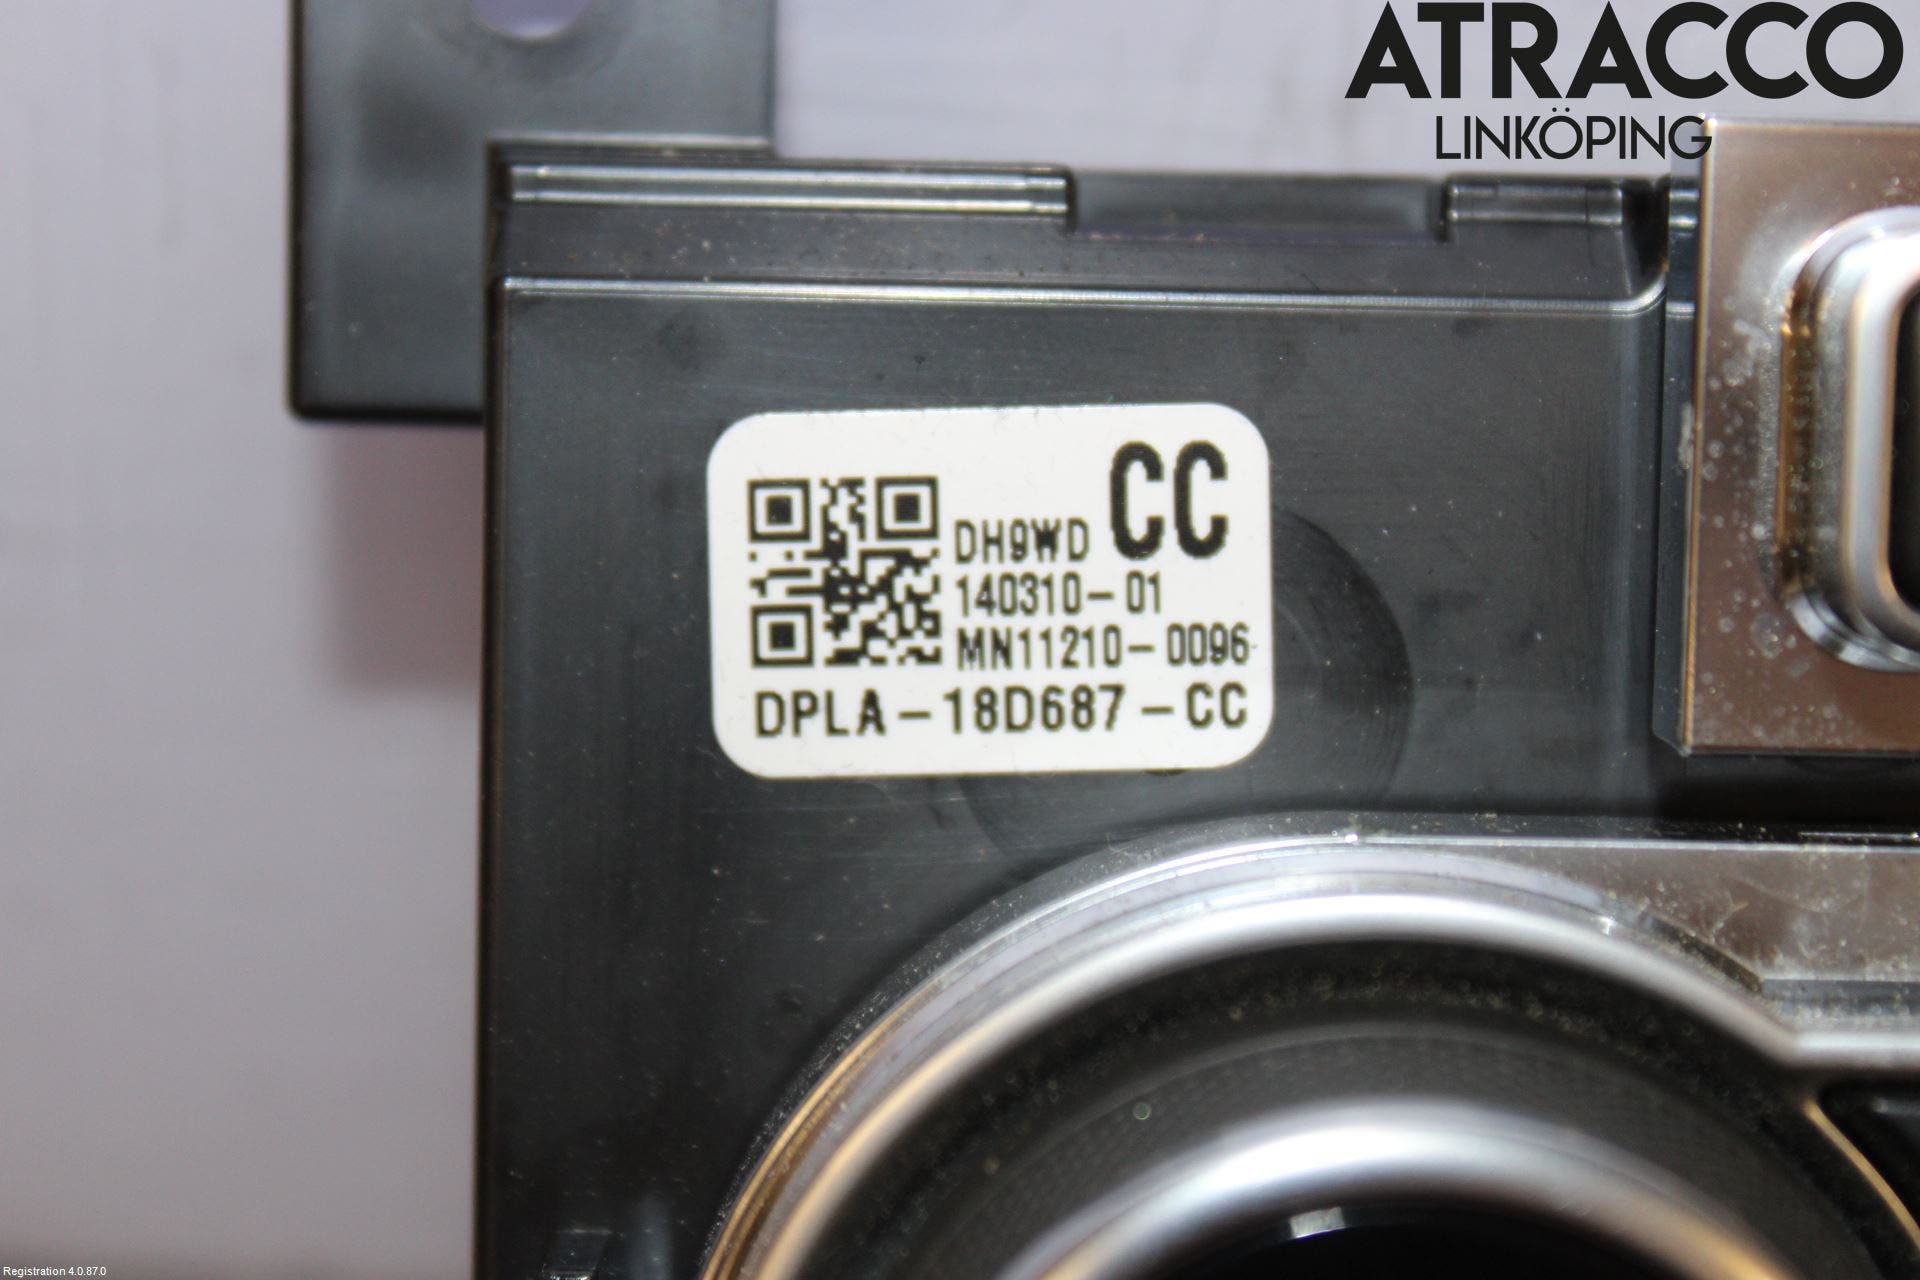 ATRACCO
LINKÖPING
CC
DH9WD
140310-01
MN11210-0096
DPLA-18D687-CC
Registration 4.0.87.0